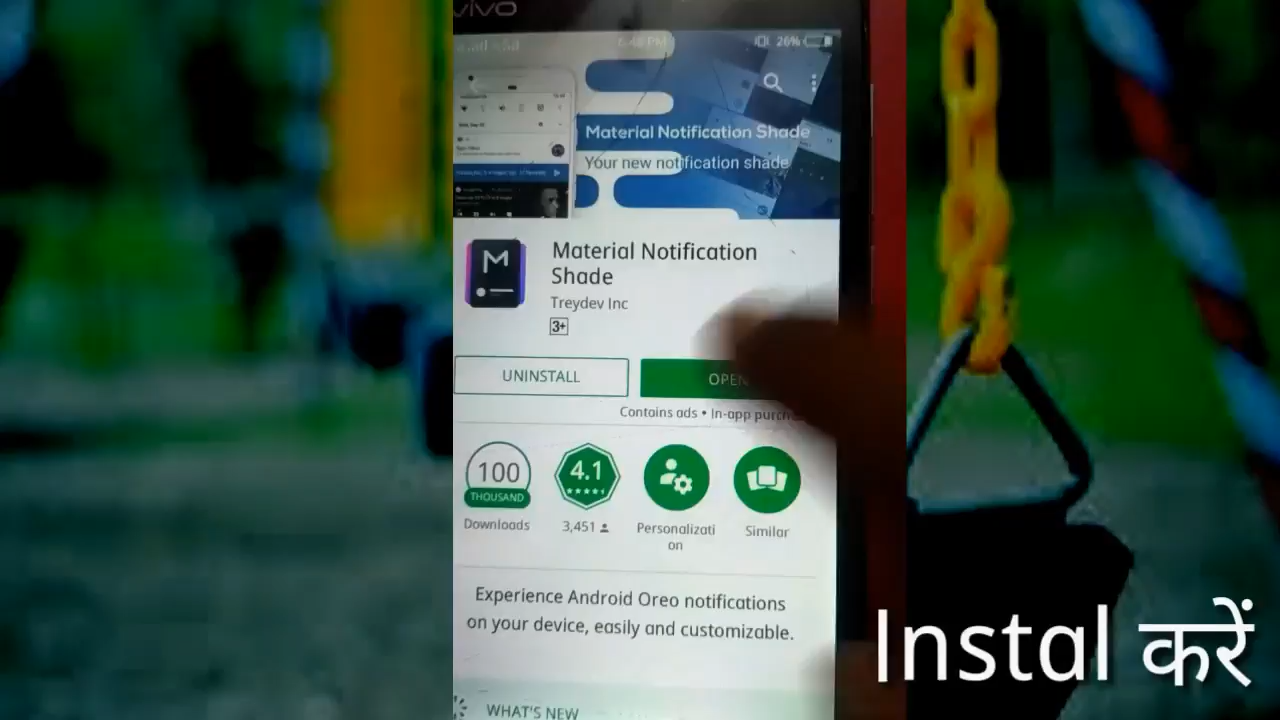 vivo
26%
Material Notification Shade
Your new notification shade
Material Notification
Shade
Treydev Inc
3+
UNINSTALL
OPEN
Contains ads • In-app purch
100
THOUSAND
Downloads
4.1
3,451
Personalizati
on
Similar
Experience Android Oreo notifications
on your device, easily and customizable.
WHAT'S NEW
Instal करें